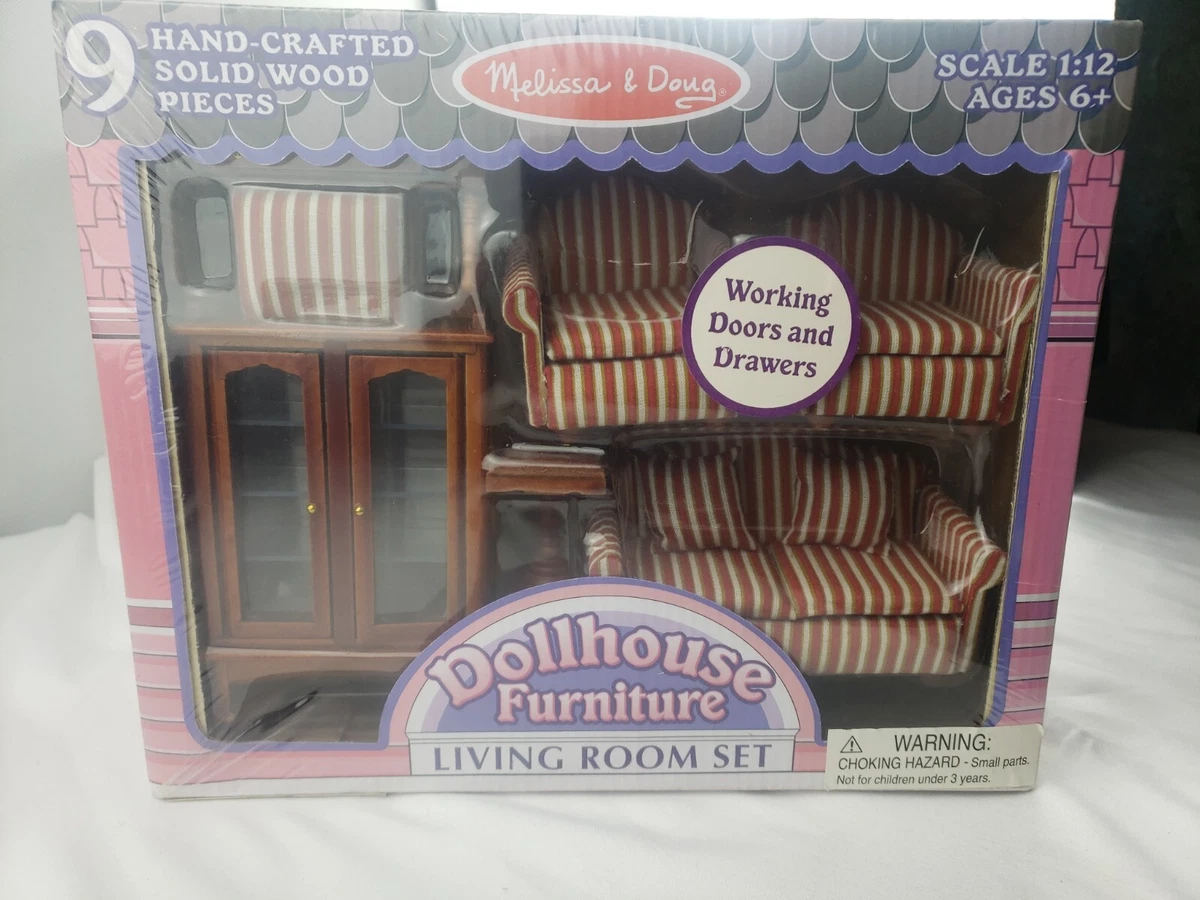 9 HAND-CRAFTED
SOLID WOOD
PIECES
Melissa & Doug®
SCALE 1:12
AGES 6+
Working
Doors and
Drawers
Dollhouse
Furniture
LIVING ROOM SET
WARNING:
CHOKING HAZARD - Small parts.
Not for children under 3 years.